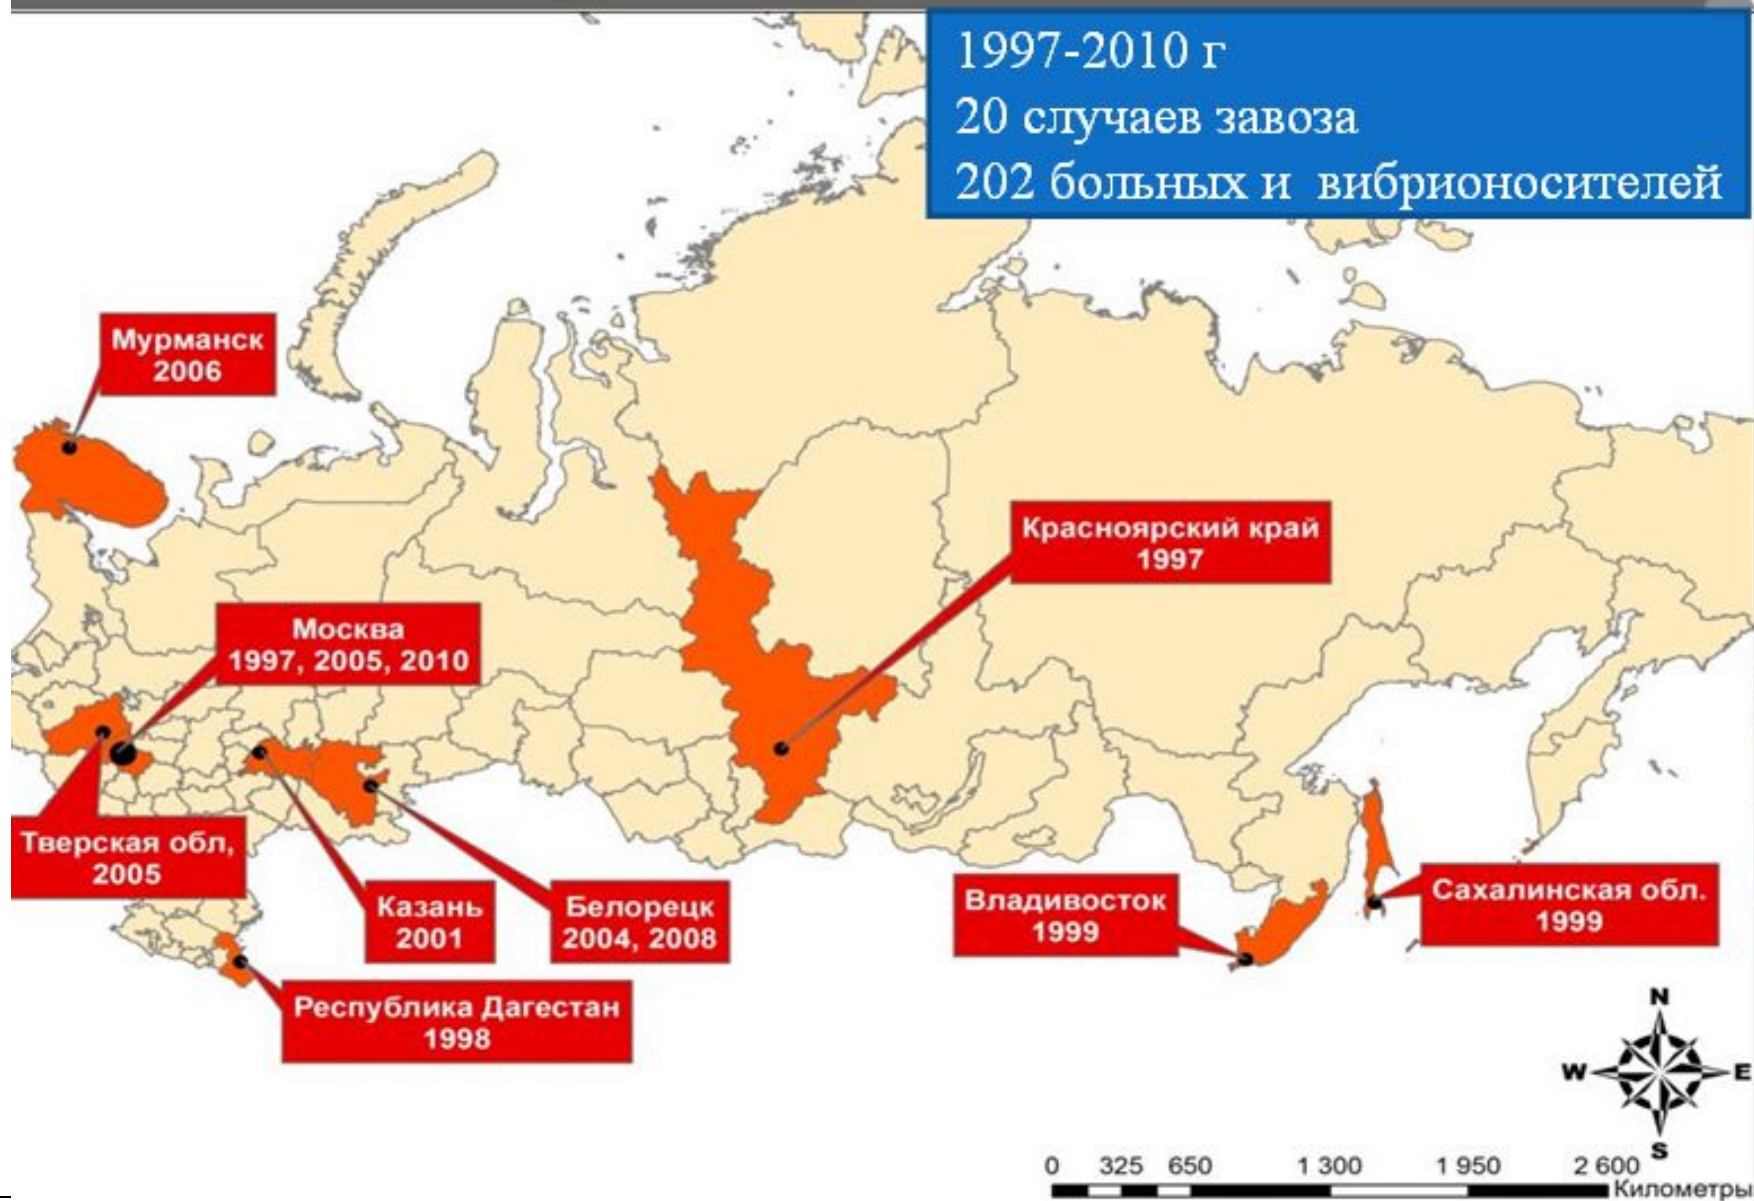 1997-2010 г
20 случаев завоза
202 больных и вибрионосителей
Мурманск
2006
Красноярский край
1997
Москва
1997, 2005, 2010
Тверская обл,
2005
Казань
2001
Белорецк
2004, 2008
Владивосток
1999
Сахалинская обл.
1999
Республика Дагестан
1998
N
W E
S
0 325 650 1 300 1 950 2 600
Километры